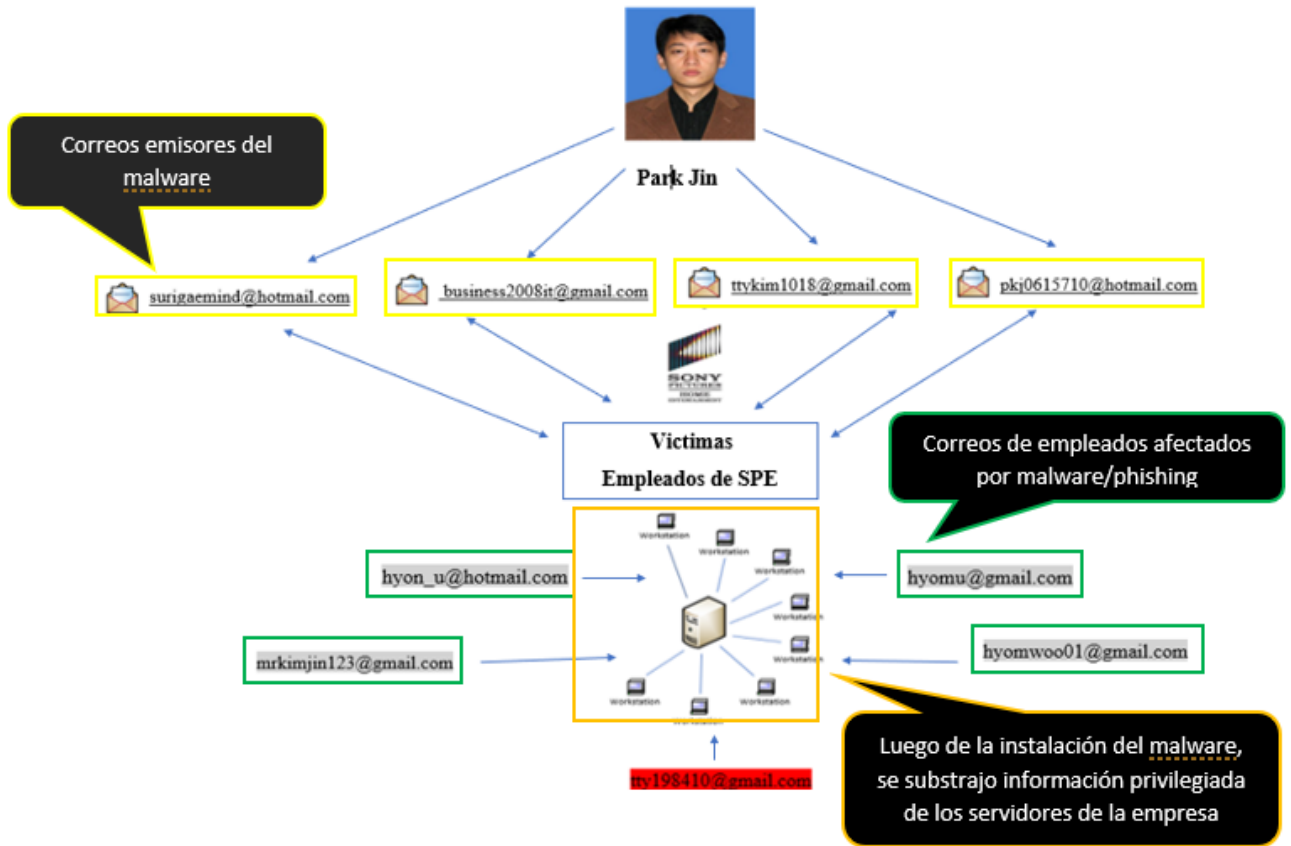 Correos emisores del
malware
Park Jin
surigaemind@hotmail.com
business2008it@gmail.com
ttykim1018@gmail.com
pkj0615710@hotmail.com
SONY
PICTURES
HOME
ENTERTAINMENT
Victimas
Empleados de SPE
Correos de empleados afectados
por malware/phishing
Workstation
Workstation
Workstation
Workstation
Workstation
Workstation
Workstation
Workstation
hyon_u@hotmail.com
hyomu@gmail.com
mrkimjin123@gmail.com
hyomwoo01@gmail.com
tty198410@gmail.com
Luego de la instalación del malware,
se substrajo información privilegiada
de los servidores de la empresa